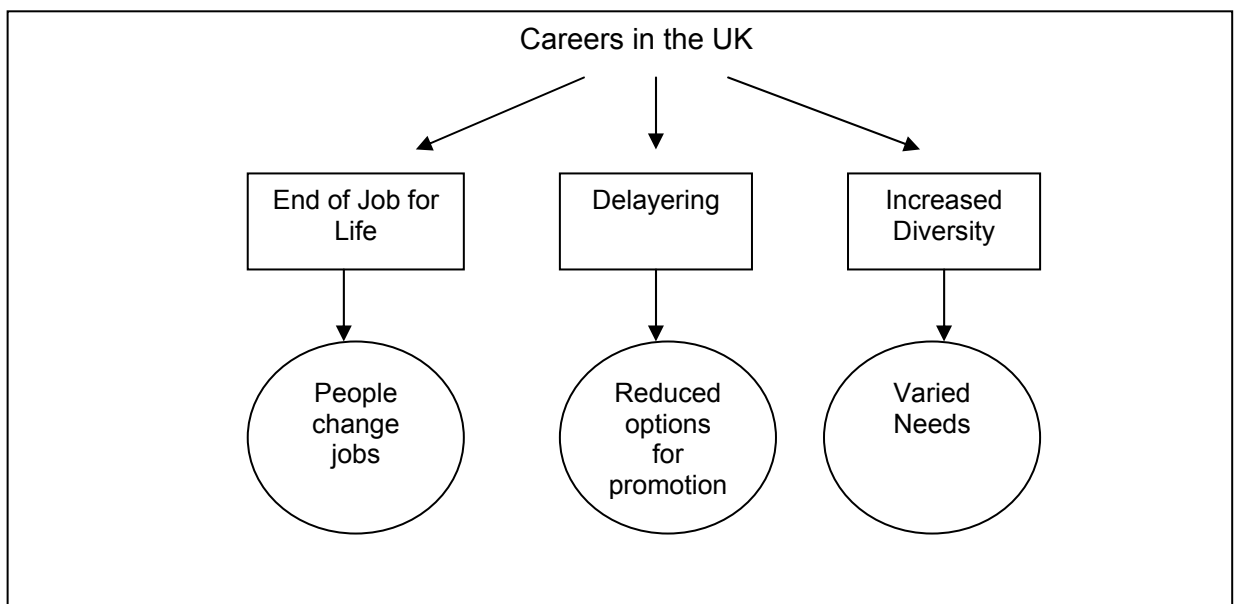 Careers in the UK
End of Job for
Life
Delayering
Increased
Diversity
People
change
jobs
Reduced
options
for
promotion
Varied
Needs